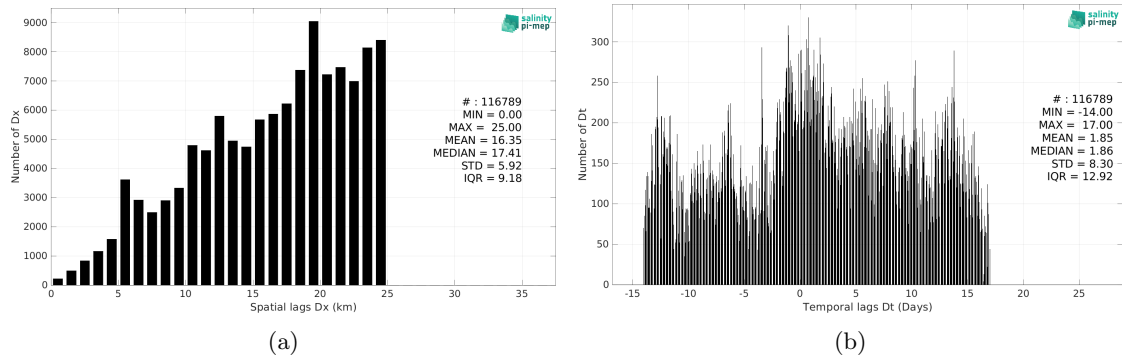 9000
8000
7000
6000
5000
4000
3000
2000
1000
0
Number of Dx
0 5 10 15 20 25 30 35
Spatial lags Dx (km)
salinity
pi-mep
# : 116789
MIN = 0.00
MAX = 25.00
MEAN = 16.35
MEDIAN = 17.41
STD = 5.92
IQR = 9.18
(a)
300
250
200
150
100
50
0
Number of Dt
-15 -10 -5 0 5 10 15 20 25
Temporal lags Dt (Days)
salinity
pi-mep
# : 116789
MIN = -14.00
MAX = 17.00
MEAN = 1.85
MEDIAN = 1.86
STD = 8.30
IQR = 12.92
(b)